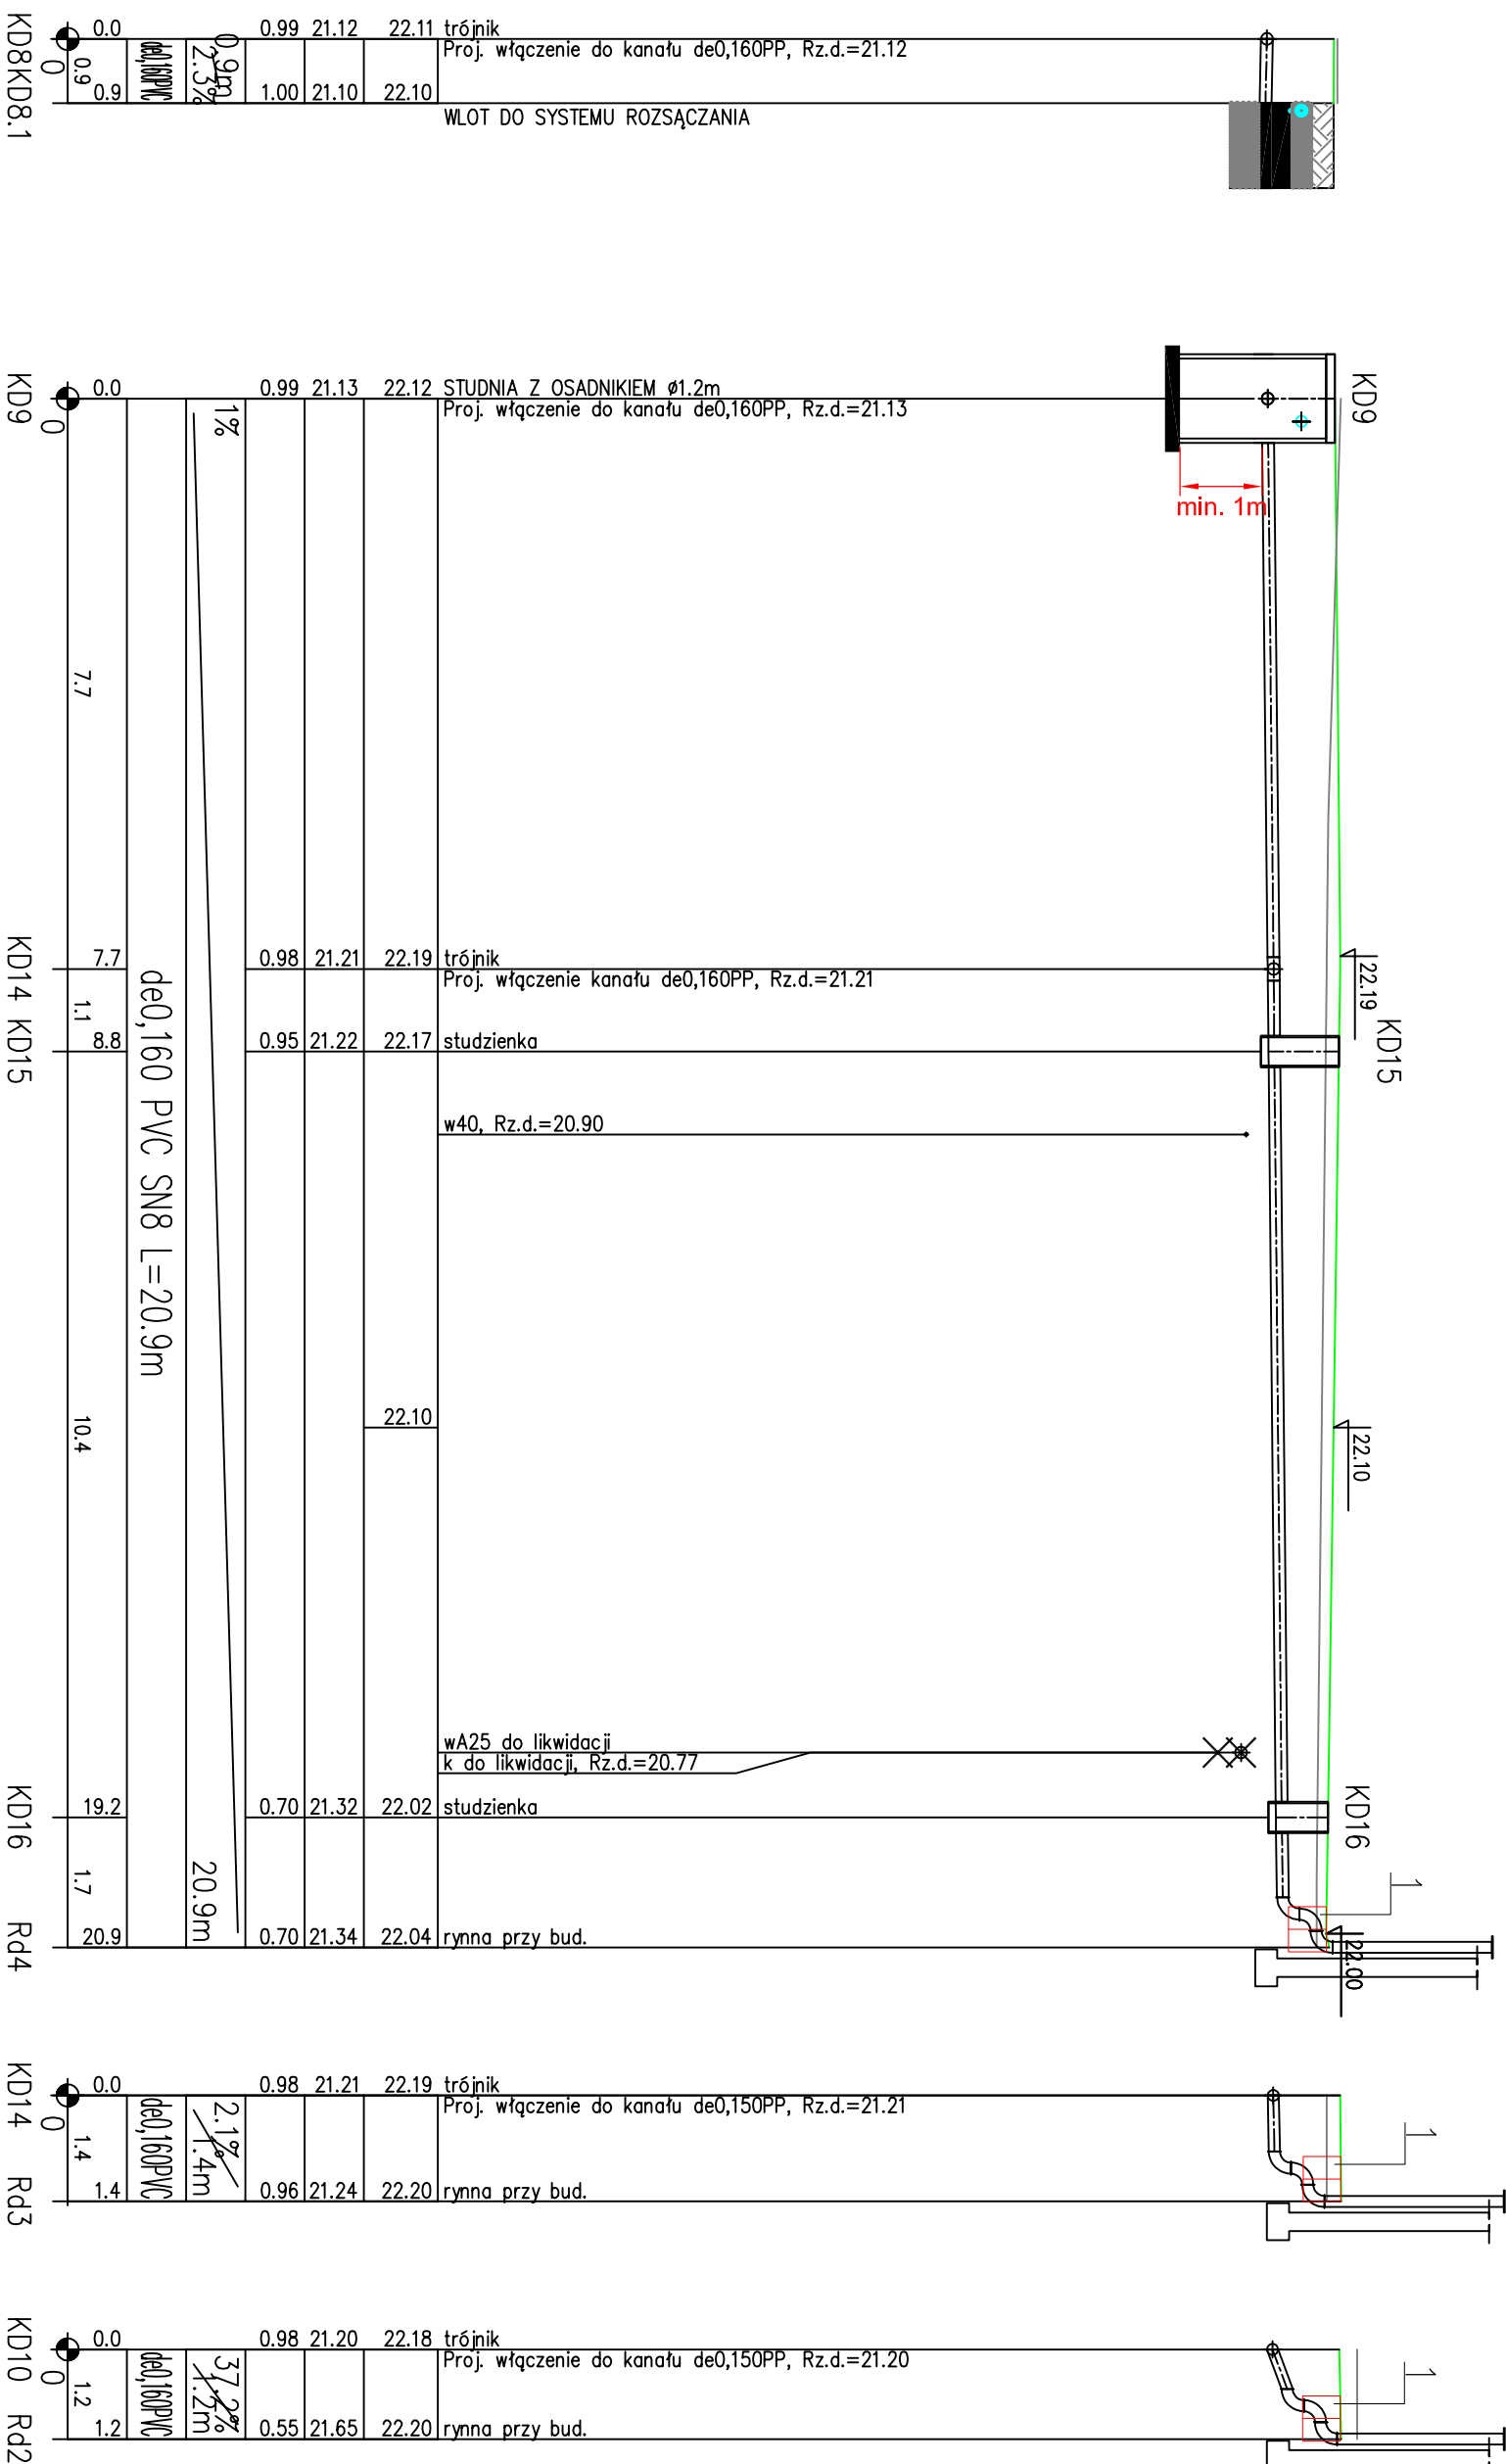 KD8
KD8.1
0
0.0
0.9
0.9
de0,160PVC
0.9m
2.3%
0.99 21.12 22.11 trójnik
Proj. włączenie do kanału de0,160PP, Rz.d.=21.12
1.00 21.10 22.10
WLOT DO SYSTEMU ROZSĄCZANIA
KD9
KD9
0
0.0
1%
0.99 21.13 22.12 STUDNIA Z OSADNIKIEM ø1.2m
Proj. włączenie do kanału de0,160PP, Rz.d.=21.13
min. 1m
7.7
KD14
7.7
0.98 21.21 22.19 trójnik
Proj. włączenie kanału de0,160PP, Rz.d.=21.21
22.19
1.1
KD15
KD15
8.8
0.95 21.22 22.17 studzienka
de0,160 PVC SN8 L=20.9m
w40, Rz.d.=20.90
10.4
22.10
22.10
wA25 do likwidacji
k do likwidacji, Rz.d.=20.77
KD16
KD16
19.2
0.70 21.32 22.02 studzienka
1.7
20.9m
1
Rd4
20.9
0.70 21.34 22.04 rynna przy bud.
22.00
KD14
0
0.0
0.98 21.21 22.19 trójnik
Proj. włączenie do kanału de0,150PP, Rz.d.=21.21
de0,160PVC
2.1%
1.4m
1.4
1
Rd3
1.4
0.96 21.24 22.20 rynna przy bud.
KD10
0
0.0
0.98 21.20 22.18 trójnik
Proj. włączenie do kanału de0,150PP, Rz.d.=21.20
de0,160PVC
37.2%
1.2m
1.2
1
Rd2
1.2
0.55 21.65 22.20 rynna przy bud.